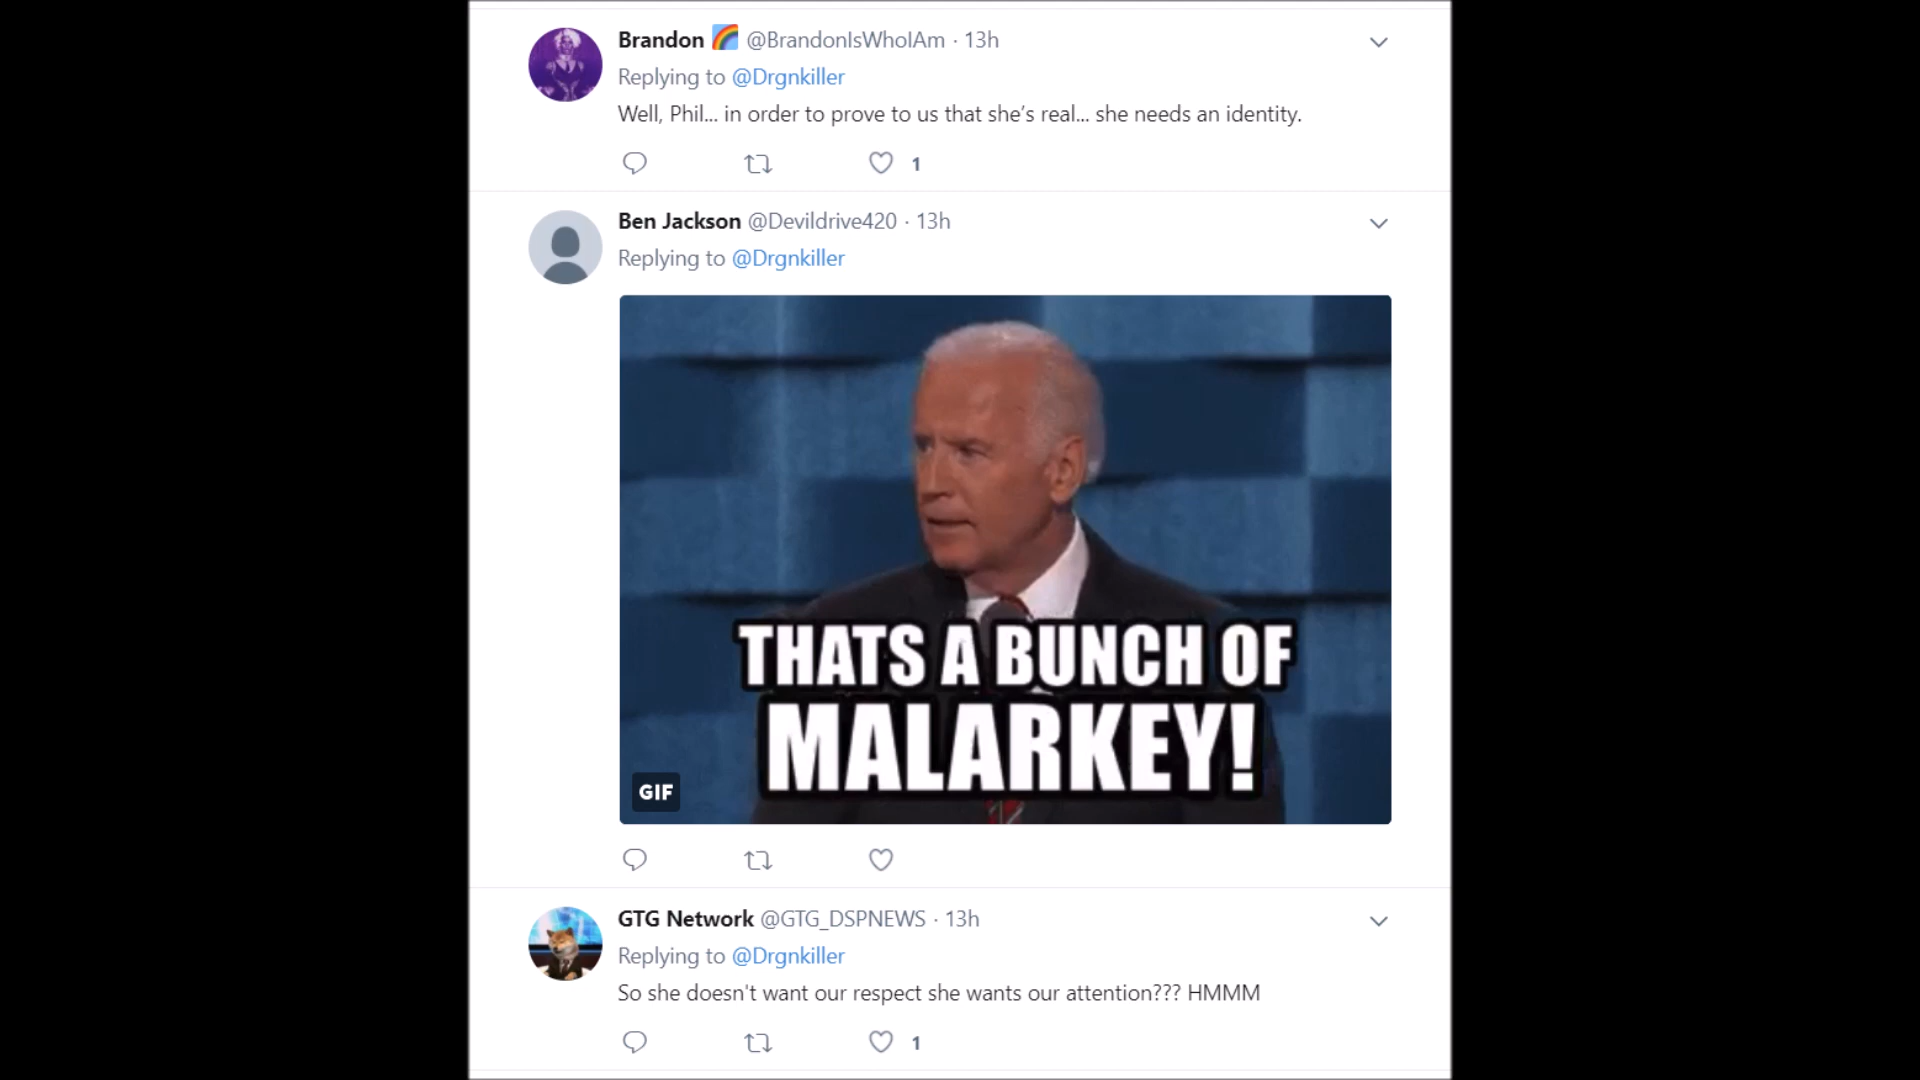 Brandon 🌈 @BrandonIsWhoIAm · 13h
Replying to @Drgnkiller
Well, Phil... in order to prove to us that she's real... she needs an identity.
1
Ben Jackson @Devildrive420 · 13h
Replying to @Drgnkiller
THATS A BUNCH OF
MALARKEY!
GIF
GTG Network @GTG_DSPNEWS · 13h
Replying to @Drgnkiller
So she doesn't want our respect she wants our attention??? HMMM
1